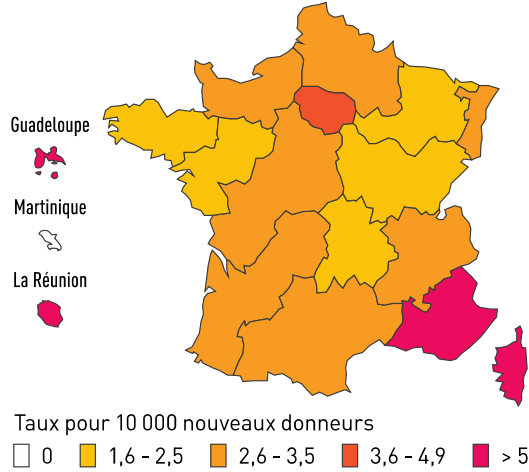 Guadeloupe
Martinique
La Réunion
Taux pour 10 000 nouveaux donneurs
0 1,6 - 2,5 2,6 - 3,5 3,6 - 4,9 > 5